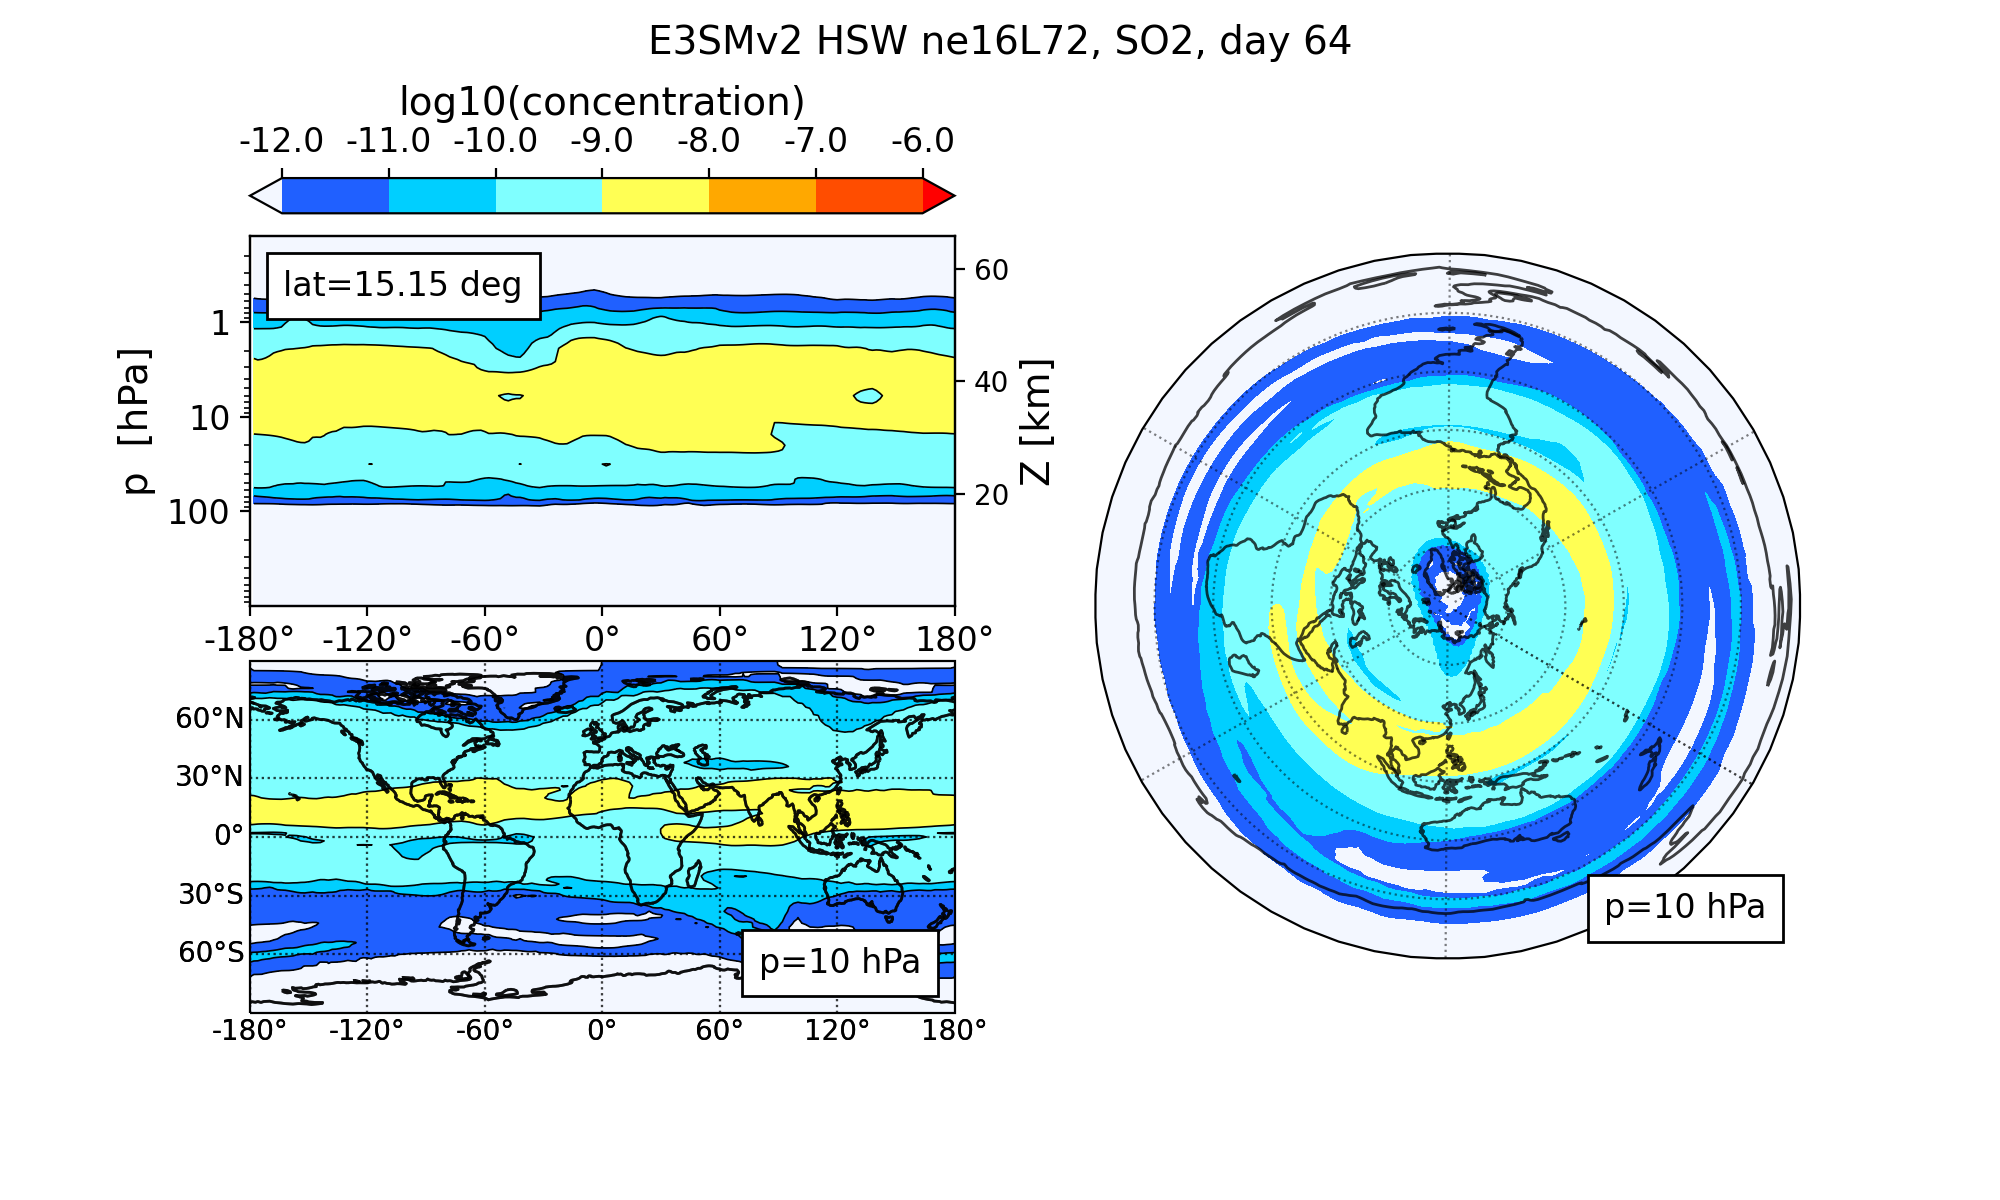 E3SMv2 HSW ne16L72, SO2, day 64
log10(concentration)
-12.0 -11.0 -10.0 -9.0 -8.0 -7.0 -6.0
lat=15.15 deg
p [hPa]
1
10
100
Z [km]
60
40
20
-180° -120° -60° 0° 60° 120° 180°
60°N
30°N
0°
30°S
60°S
p=10 hPa
-180° -120° -60° 0° 60° 120° 180°
p=10 hPa